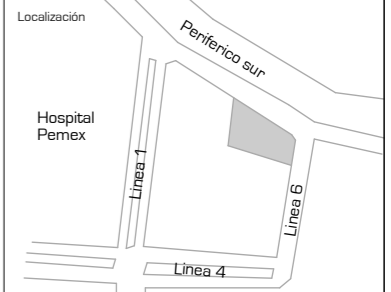 Localización
Periferico sur
Hospital
Pemex
Linea 1
Linea 6
Linea 4